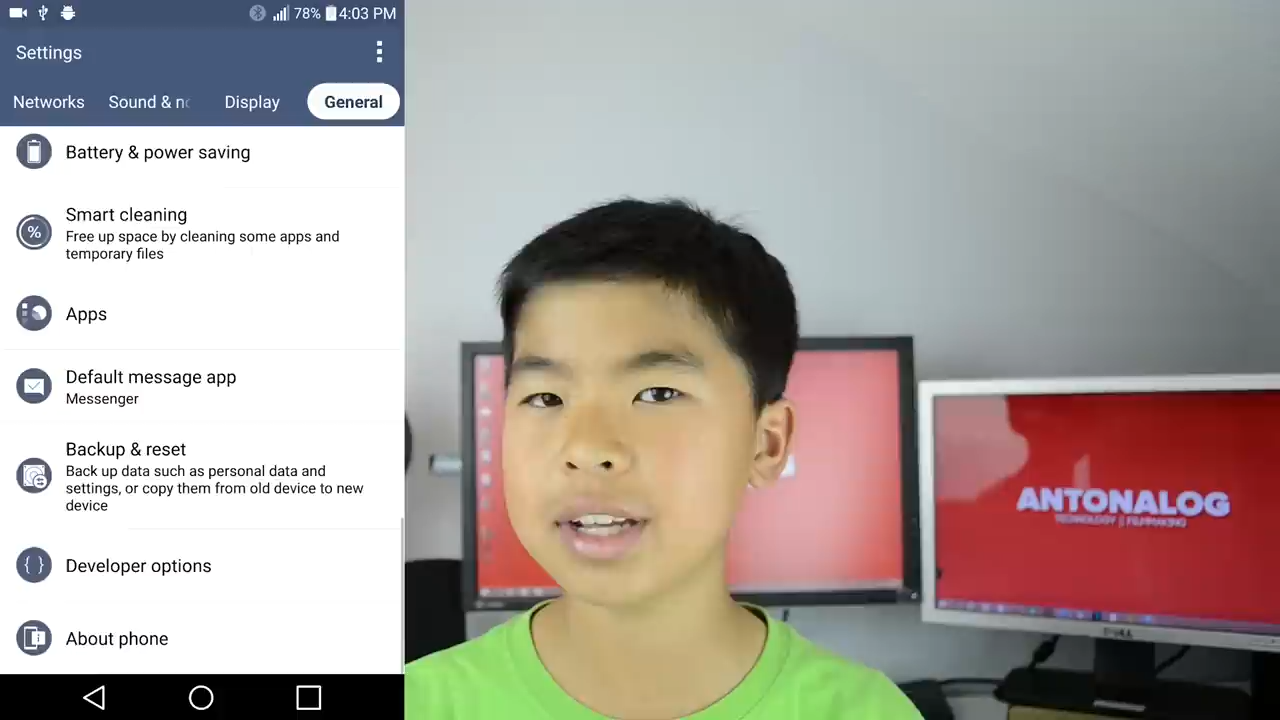 78% 4:03 PM
Settings
Networks Sound & no Display General
Battery & power saving
Smart cleaning
Free up space by cleaning some apps and
temporary files
Apps
Default message app
Messenger
Backup & reset
Back up data such as personal data and
settings, or copy them from old device to new
device
Developer options
About phone
ANTONALOG
TECHNOLOGY | FILMMAKING
DELL